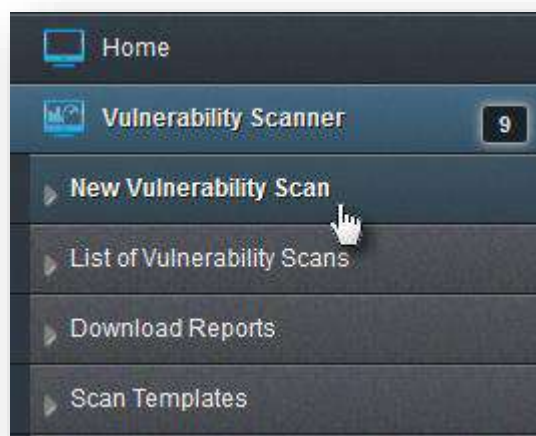 Home
Vulnerability Scanner 9
New Vulnerability Scan
List of Vulnerability Scans
Download Reports
Scan Templates